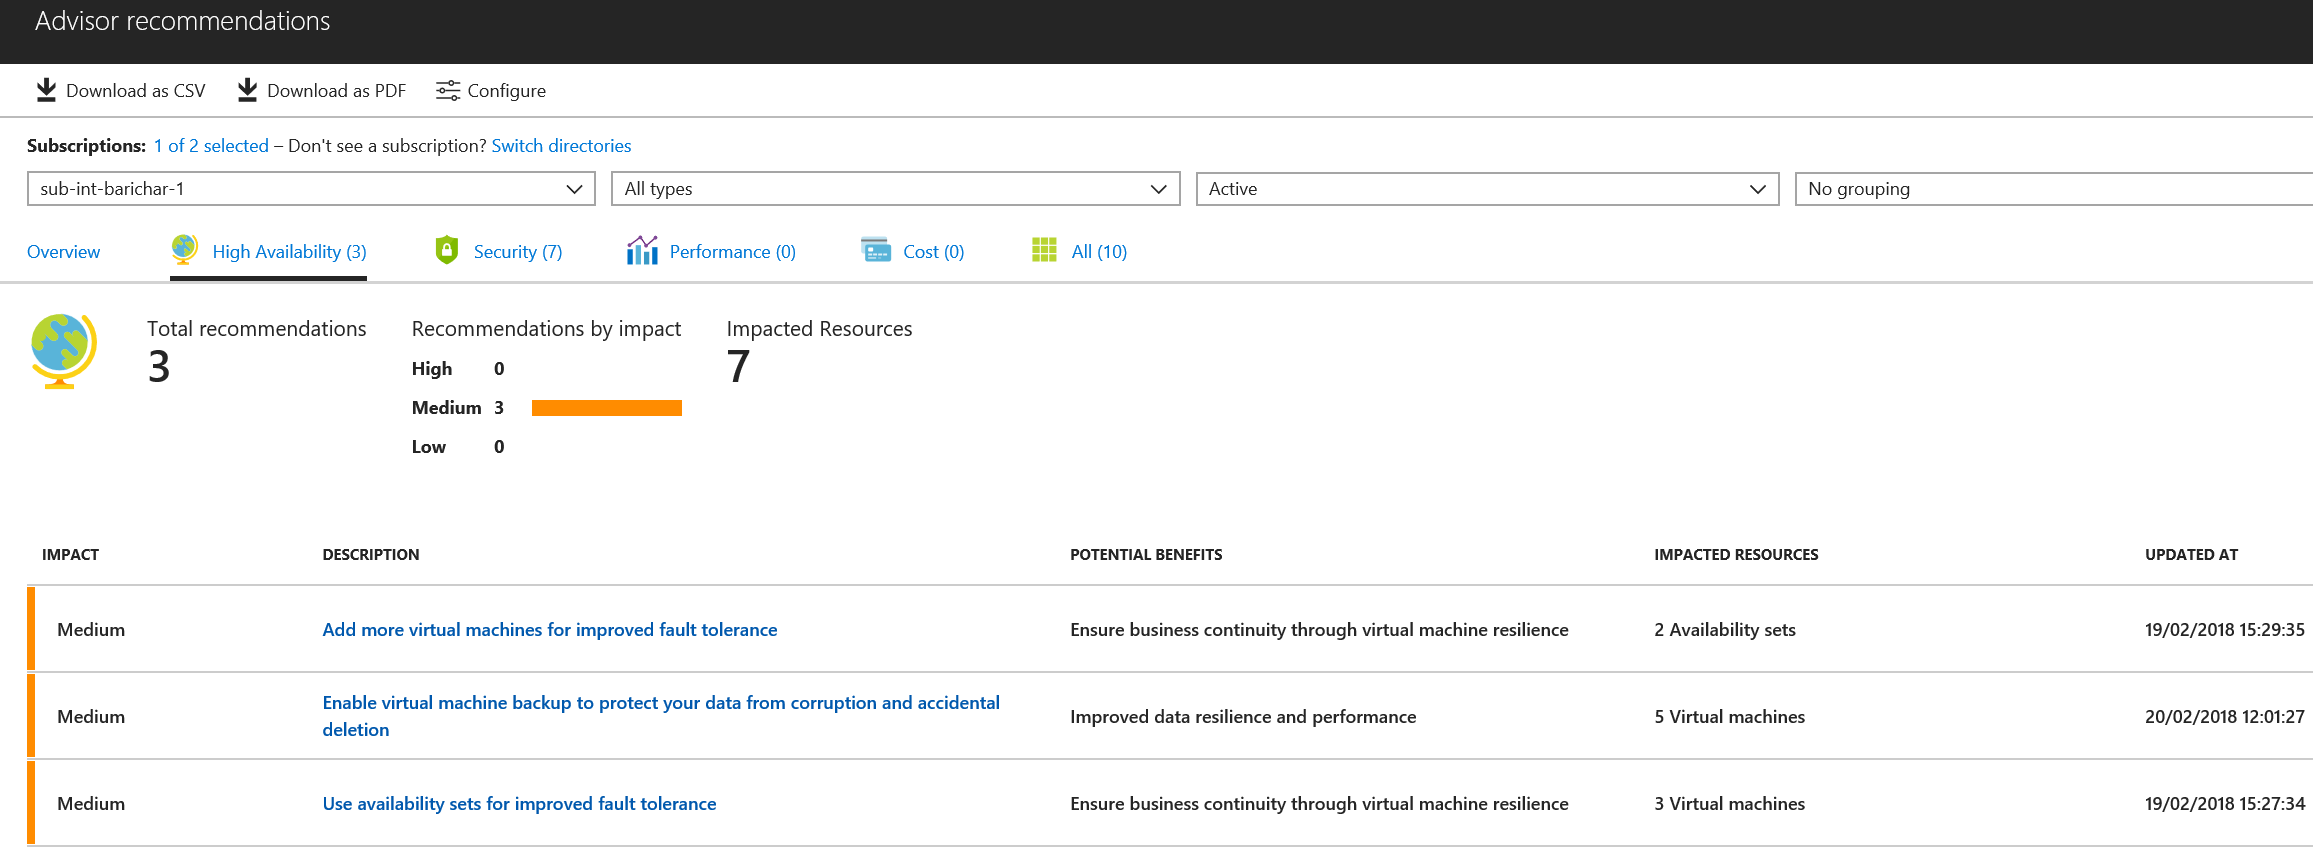 Advisor recommendations
Download as CSV Download as PDF Configure
Subscriptions: 1 of 2 selected – Don't see a subscription? Switch directories
sub-int-barichar-1 All types Active No grouping
Overview High Availability (3) Security (7) Performance (0) Cost (0) All (10)
Total recommendations Recommendations by impact Impacted Resources
3 High 0 7
Medium 3
Low 0
IMPACT DESCRIPTION POTENTIAL BENEFITS IMPACTED RESOURCES UPDATED AT
Medium Add more virtual machines for improved fault tolerance Ensure business continuity through virtual machine resilience 2 Availability sets 19/02/2018 15:29:35
Medium Enable virtual machine backup to protect your data from corruption and accidental
deletion Improved data resilience and performance 5 Virtual machines 20/02/2018 12:01:27
Medium Use availability sets for improved fault tolerance Ensure business continuity through virtual machine resilience 3 Virtual machines 19/02/2018 15:27:34